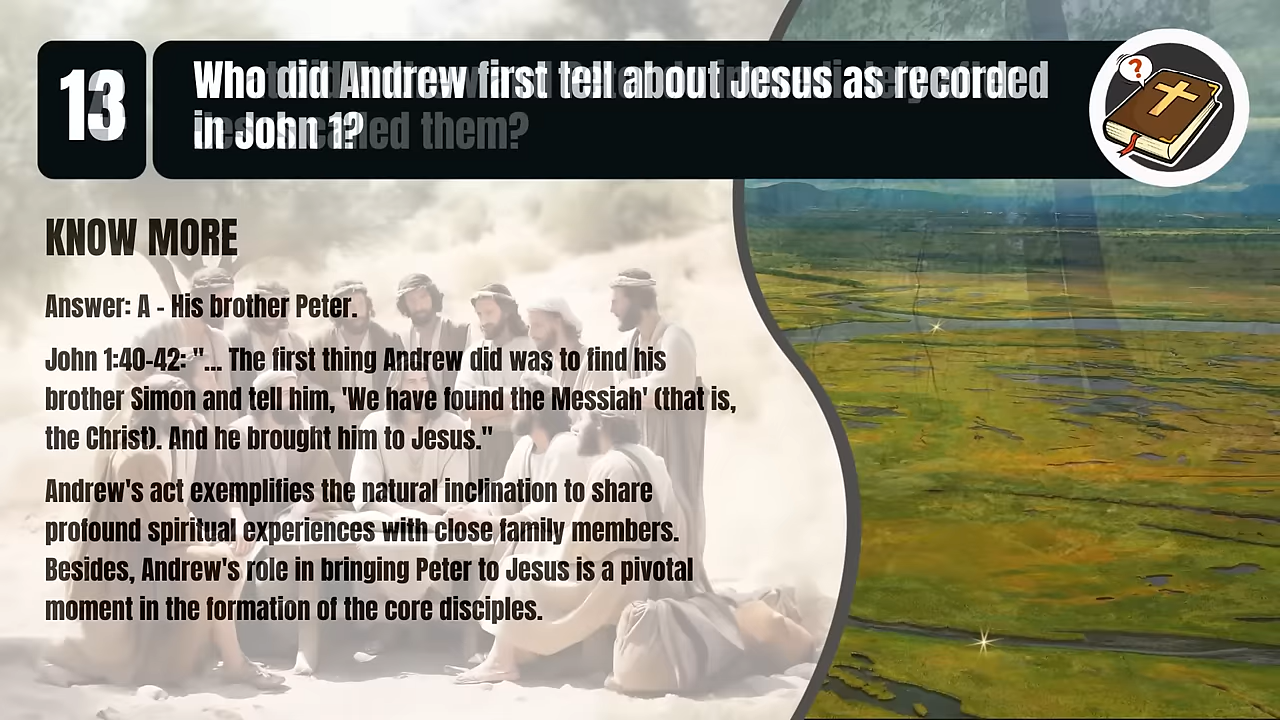 13
Who did Andrew first tell about Jesus as recorded
in John 1?
called them?
?
KNOW MORE
Answer: A - His brother Peter.
John 1:40-42: "... The first thing Andrew did was to find his
brother Simon and tell him, 'We have found the Messiah' (that is,
the Christ). And he brought him to Jesus."
Andrew's act exemplifies the natural inclination to share
profound spiritual experiences with close family members.
Besides, Andrew's role in bringing Peter to Jesus is a pivotal
moment in the formation of the core disciples.